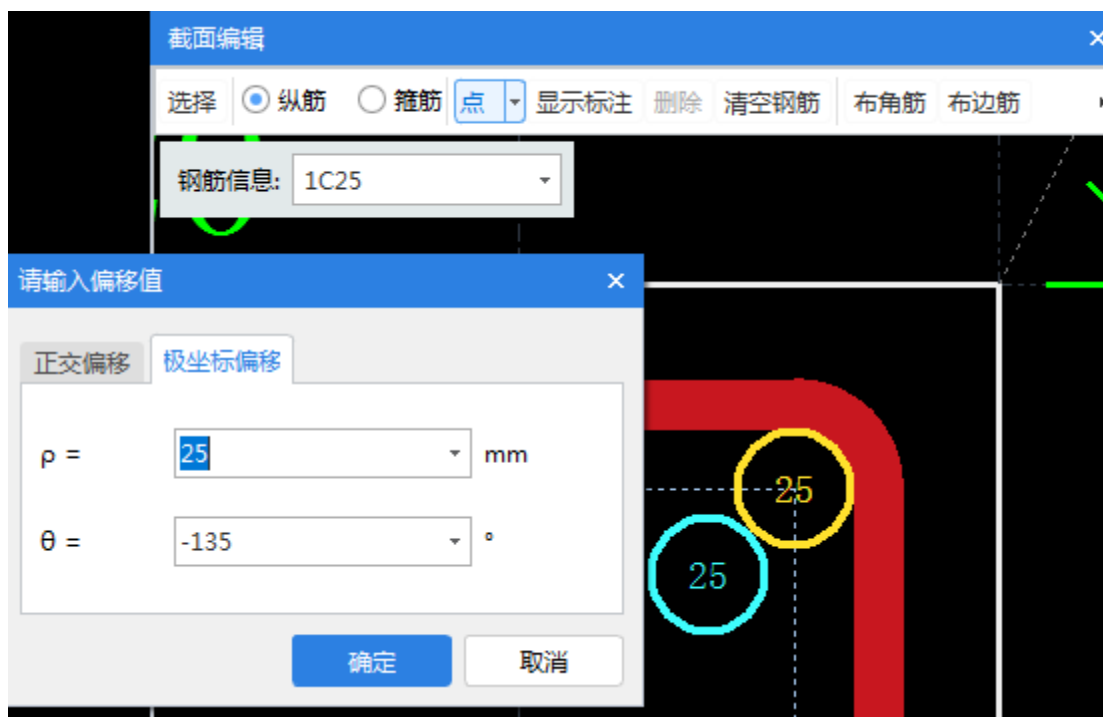 截面编辑 ×
选择 纵筋 箍筋 点 显示标注 删除 清空钢筋 布角筋 布边筋
钢筋信息: 1C25
请输入偏移值 ×
正交偏移 极坐标偏移
ρ = 25 mm
θ = -135 °
确定 取消
25
25